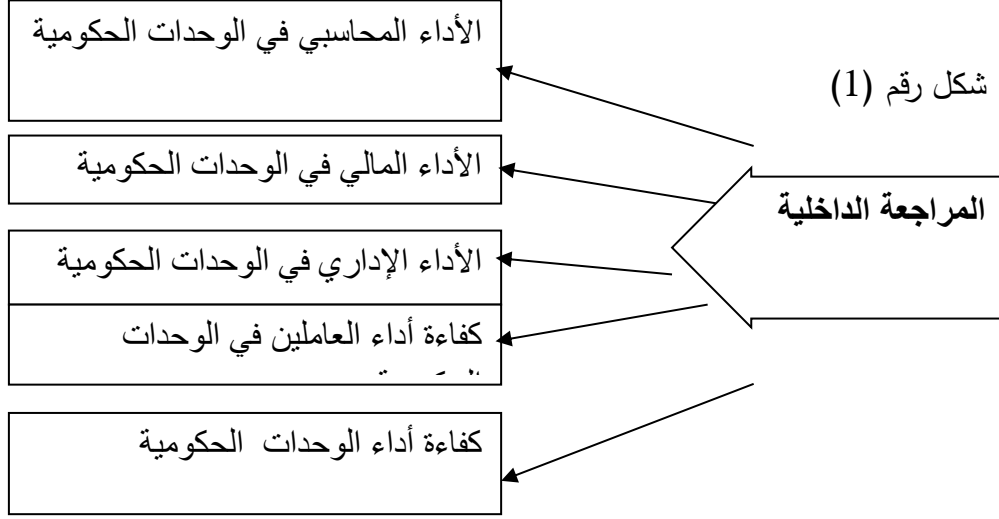 شكل رقم (1)
الأداء المحاسبي في الوحدات الحكومية
الأداء المالي في الوحدات الحكومية
المراجعة الداخلية
الأداء الإداري في الوحدات الحكومية
كفاءة أداء العاملين في الوحدات
كفاءة أداء الوحدات الحكومية